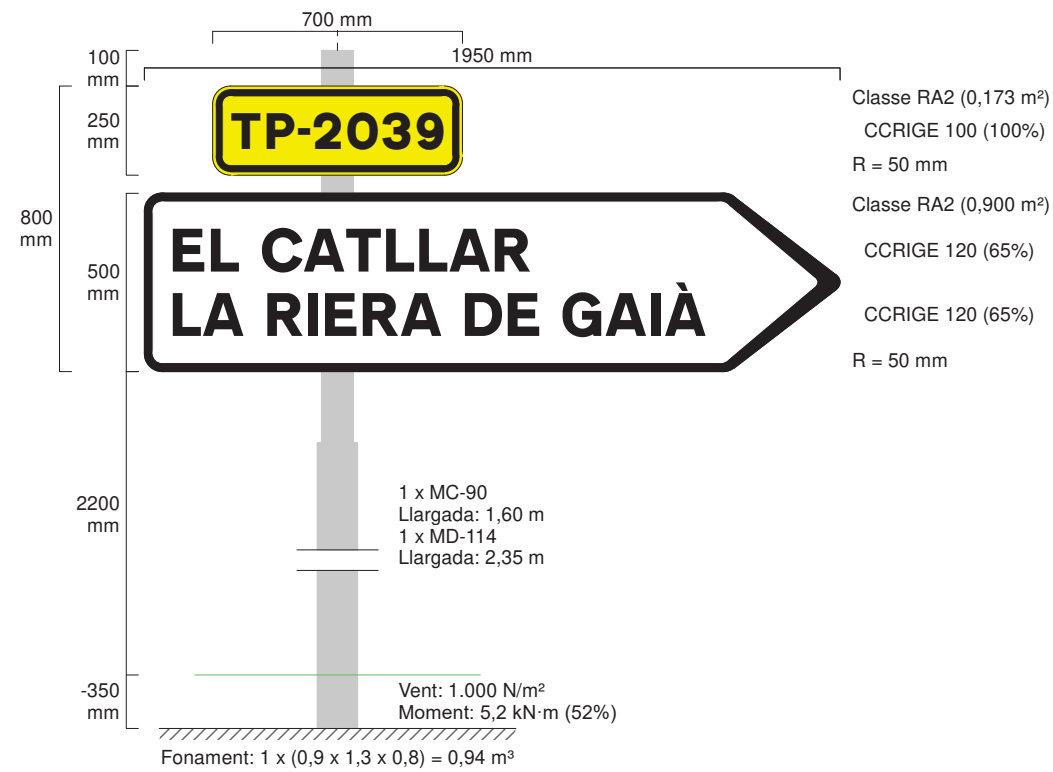 700 mm
100
mm
1950 mm
250
mm
TP-2039
Classe RA2 (0,173 m²)
CCRIGE 100 (100%)
R = 50 mm
800
mm
500
mm
EL CATLLAR
LA RIERA DE GAIÀ
Classe RA2 (0,900 m²)
CCRIGE 120 (65%)
CCRIGE 120 (65%)
R = 50 mm
2200
mm
1 x MC-90
Llargada: 1,60 m
1 x MD-114
Llargada: 2,35 m
-350
mm
Vent: 1.000 N/m²
Moment: 5,2 kN·m (52%)
Fonament: 1 x (0,9 x 1,3 x 0,8) = 0,94 m³